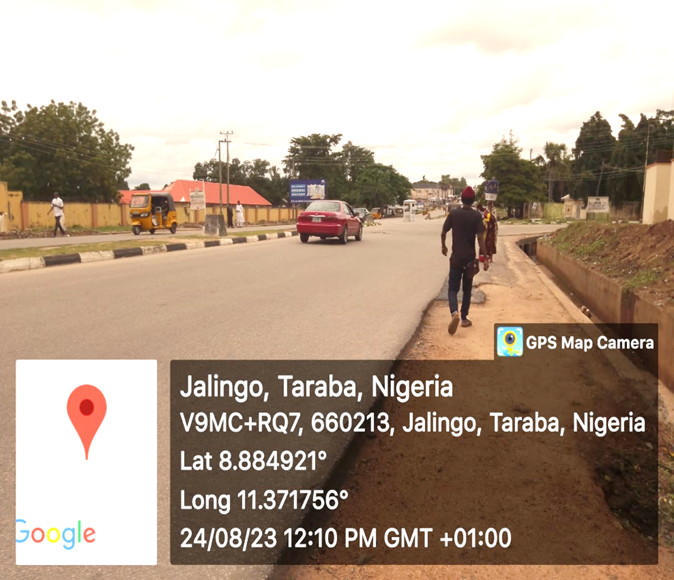 GPS Map Camera
Jalingo, Taraba, Nigeria
V9MC+RQ7, 660213, Jalingo, Taraba, Nigeria
Lat 8.884921°
Long 11.371756°
24/08/23 12:10 PM GMT +01:00
Google